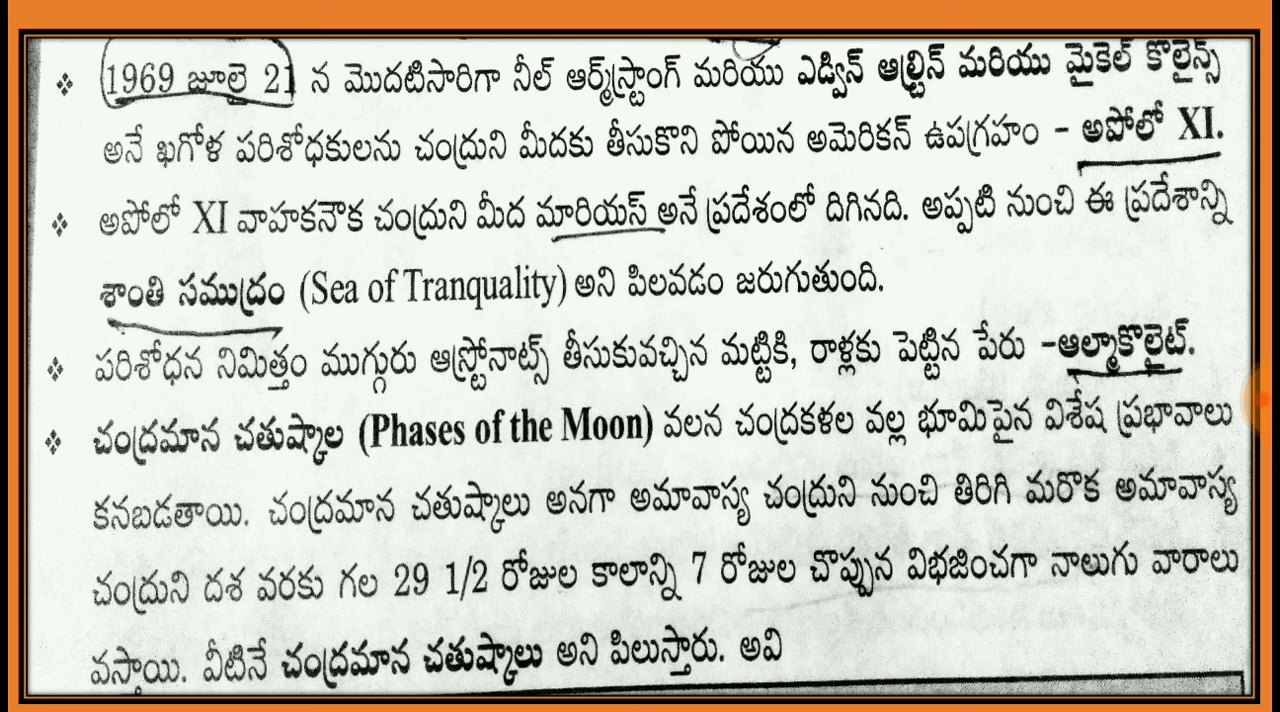 ❖ 1969 జూలై 21 న మొదటిసారిగా నీల్ ఆర్మ్‌స్ట్రాంగ్ మరియు ఎడ్విన్ ఆల్డ్రిన్ మరియు మైకెల్ కొలైన్స్
అనే ఖగోళ పరిశోధకులను చంద్రుని మీదకు తీసుకొని పోయిన అమెరికన్ ఉపగ్రహం - అపోలో XI.
❖ అపోలో XI వాహకనౌక చంద్రుని మీద మారియస్ అనే ప్రదేశంలో దిగినది. అప్పటి నుంచి ఈ ప్రదేశాన్ని
శాంతి సముద్రం (Sea of Tranquality) అని పిలవడం జరుగుతుంది.
❖ పరిశోధన నిమిత్తం ముగ్గురు ఆస్ట్రోనాట్స్ తీసుకువచ్చిన మట్టికి, రాళ్లకు పెట్టిన పేరు -ఆల్మాకొలైట్.
❖ చంద్రమాన చతుష్కాల (Phases of the Moon) వలన చంద్రకళల వల్ల భూమిపైన విశేష ప్రభావాలు
కనబడతాయి. చంద్రమాన చతుష్కాలు అనగా అమావాస్య చంద్రుని నుంచి తిరిగి మరొక అమావాస్య
చంద్రుని దశ వరకు గల 29 1/2 రోజుల కాలాన్ని 7 రోజుల చొప్పున విభజించగా నాలుగు వారాలు
వస్తాయి. వీటినే చంద్రమాన చతుష్కాలు అని పిలుస్తారు. అవి